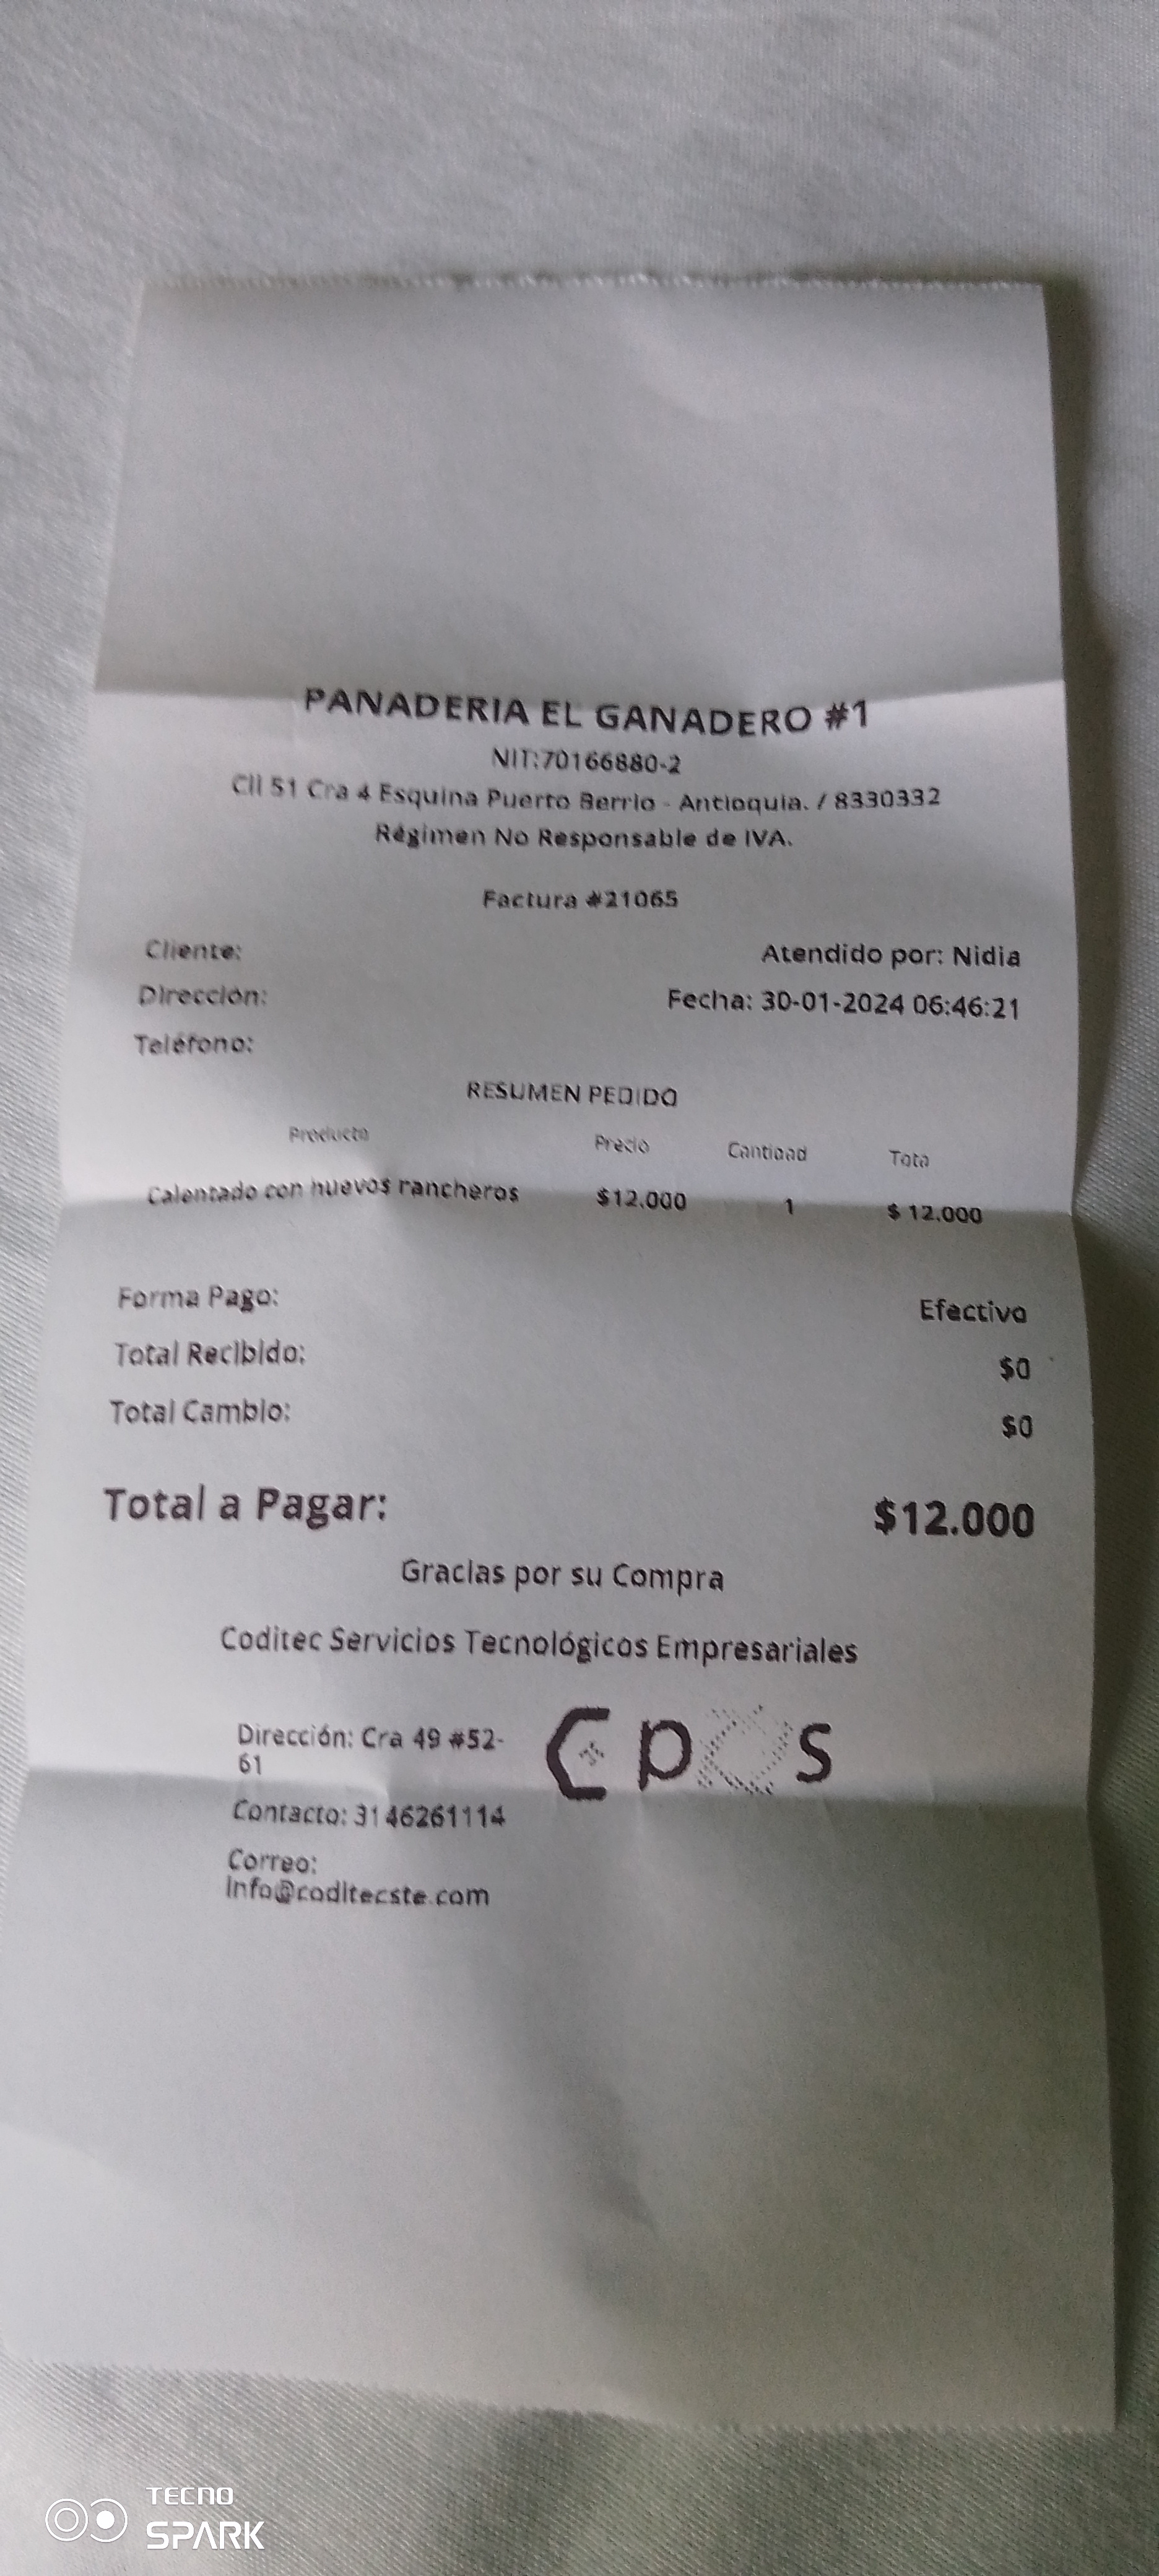 PANADERIA EL GANADERO #1
NIT:70166880-2
Cll 51 Cra 4 Esquina Puerto Berrio - Antioquia. / 8330332
Régimen No Responsable de IVA.
Factura #21065
Cliente:
Atendido por: Nidia
Dirección:
Fecha: 30-01-2024 06:46:21
Teléfono:
RESUMEN PEDIDO
Producto Precio Cantidad Tota
Calentado con huevos rancheros $12.000 1 $ 12.000
Forma Pago: Efectivo
Total Recibido: $0
Total Cambio: $0
Total a Pagar: $12.000
Gracias por su Compra
Coditec Servicios Tecnológicos Empresariales
Dirección: Cra 49 #52-
61
Contacto: 3146261114
Correo:
info@coditecste.com
CpOs
TECNO
SPARK